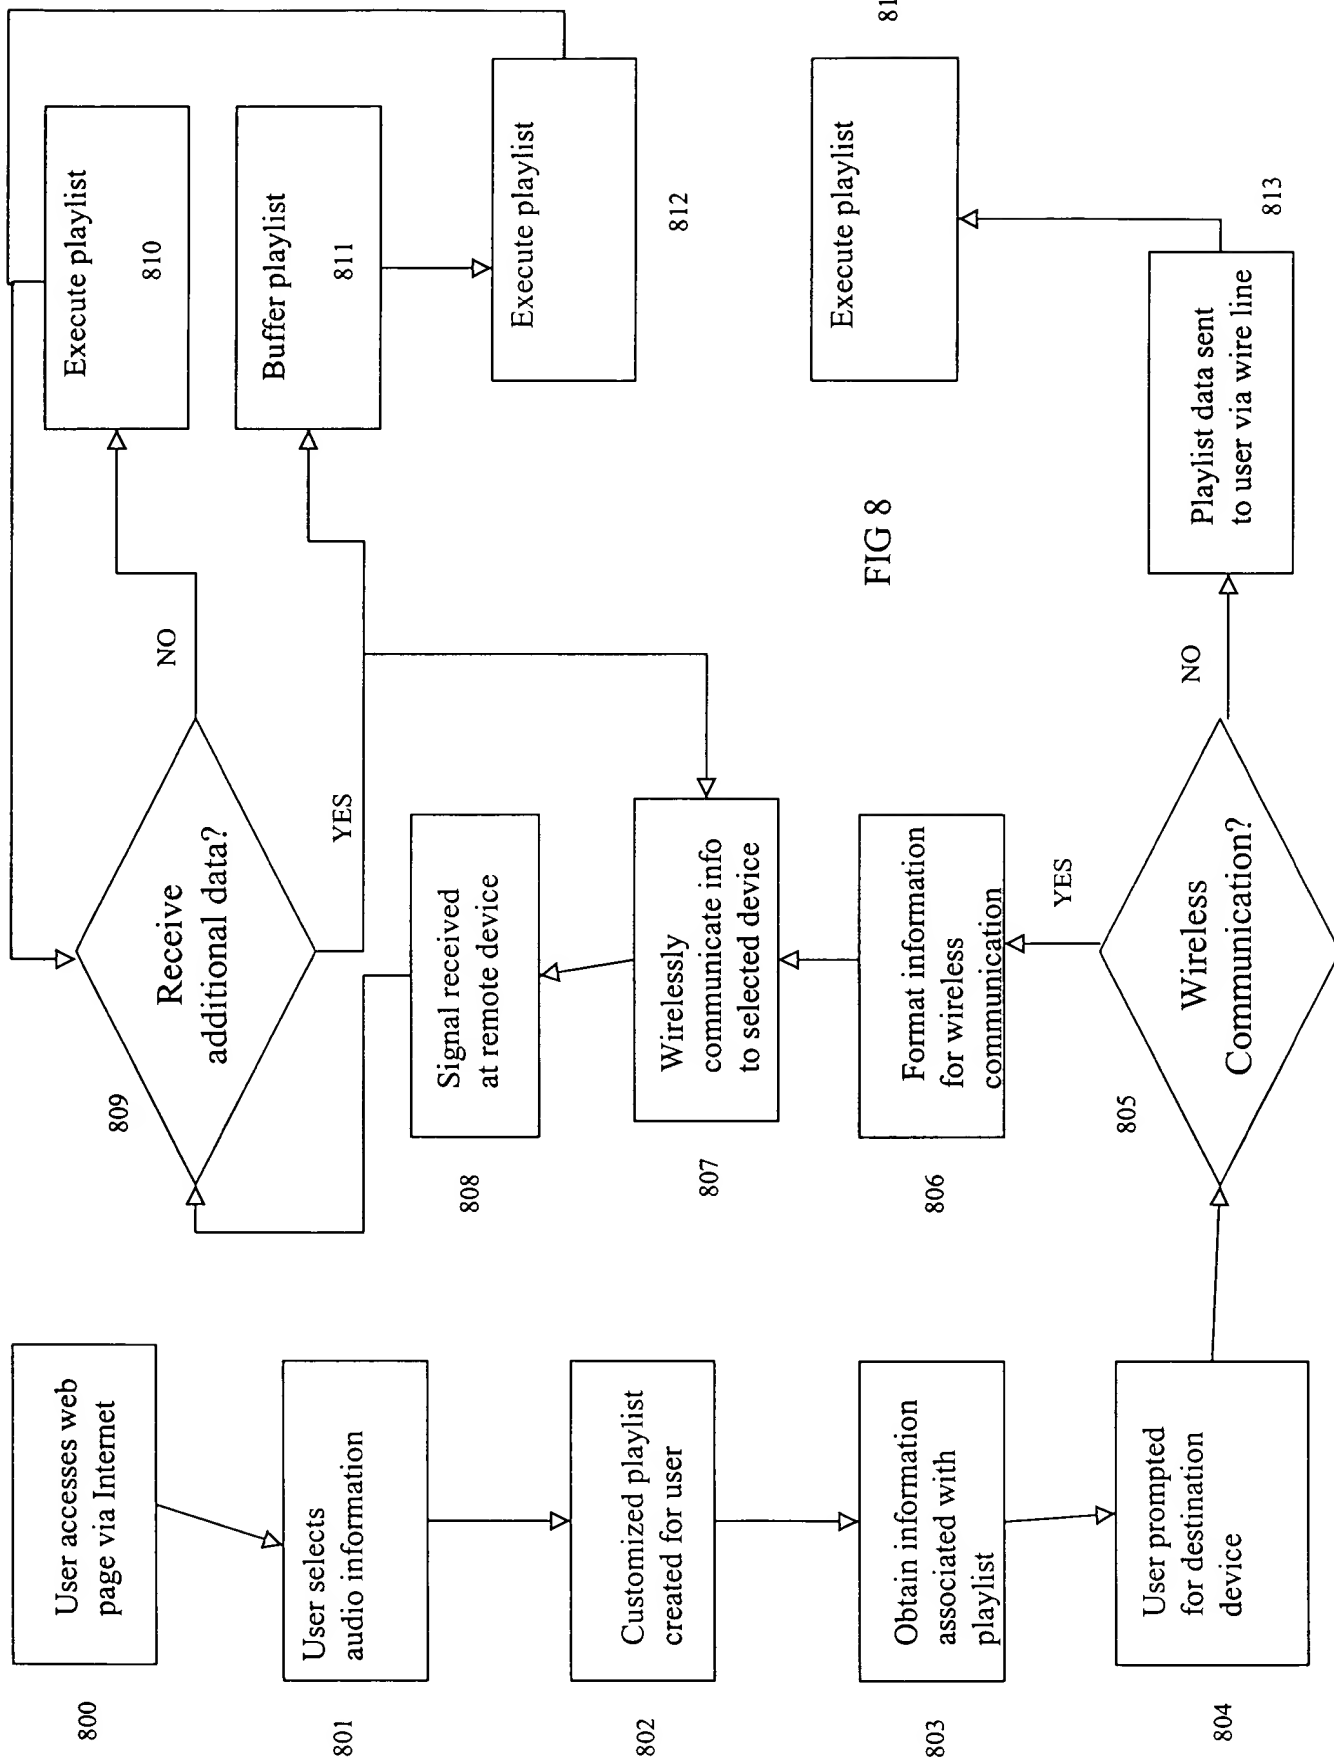 User accesses web
page via Internet
800
User selects
audio information
801
Customized playlist
created for user
802
Obtain information
associated with
playlist
803
User prompted
for destination
device
804
Wireless
Communication?
805
YES
NO
Format information
for wireless
communication
806
Wirelessly
communicate info
to selected device
807
Signal received
at remote device
808
Receive
additional data?
809
NO
YES
Execute playlist
810
Buffer playlist
811
Execute playlist
812
Playlist data sent
to user via wire line
813
Execute playlist
81
FIG 8